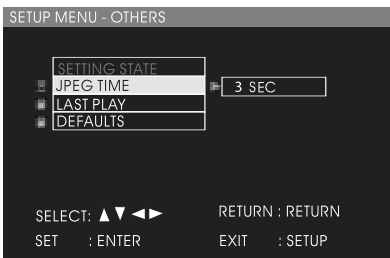 SETUP MENU - OTHERS
SETTING STATE
JPEG TIME
3 SEC
LAST PLAY
DEFAULTS
SELECT: ▲▼◄►
RETURN : RETURN
SET : ENTER
EXIT : SETUP